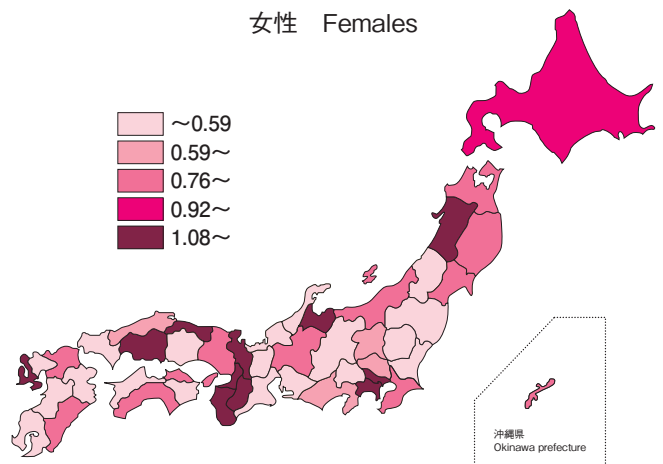 女性 Females
～0.59
0.59～
0.76～
0.92～
1.08～
沖縄県
Okinawa prefecture